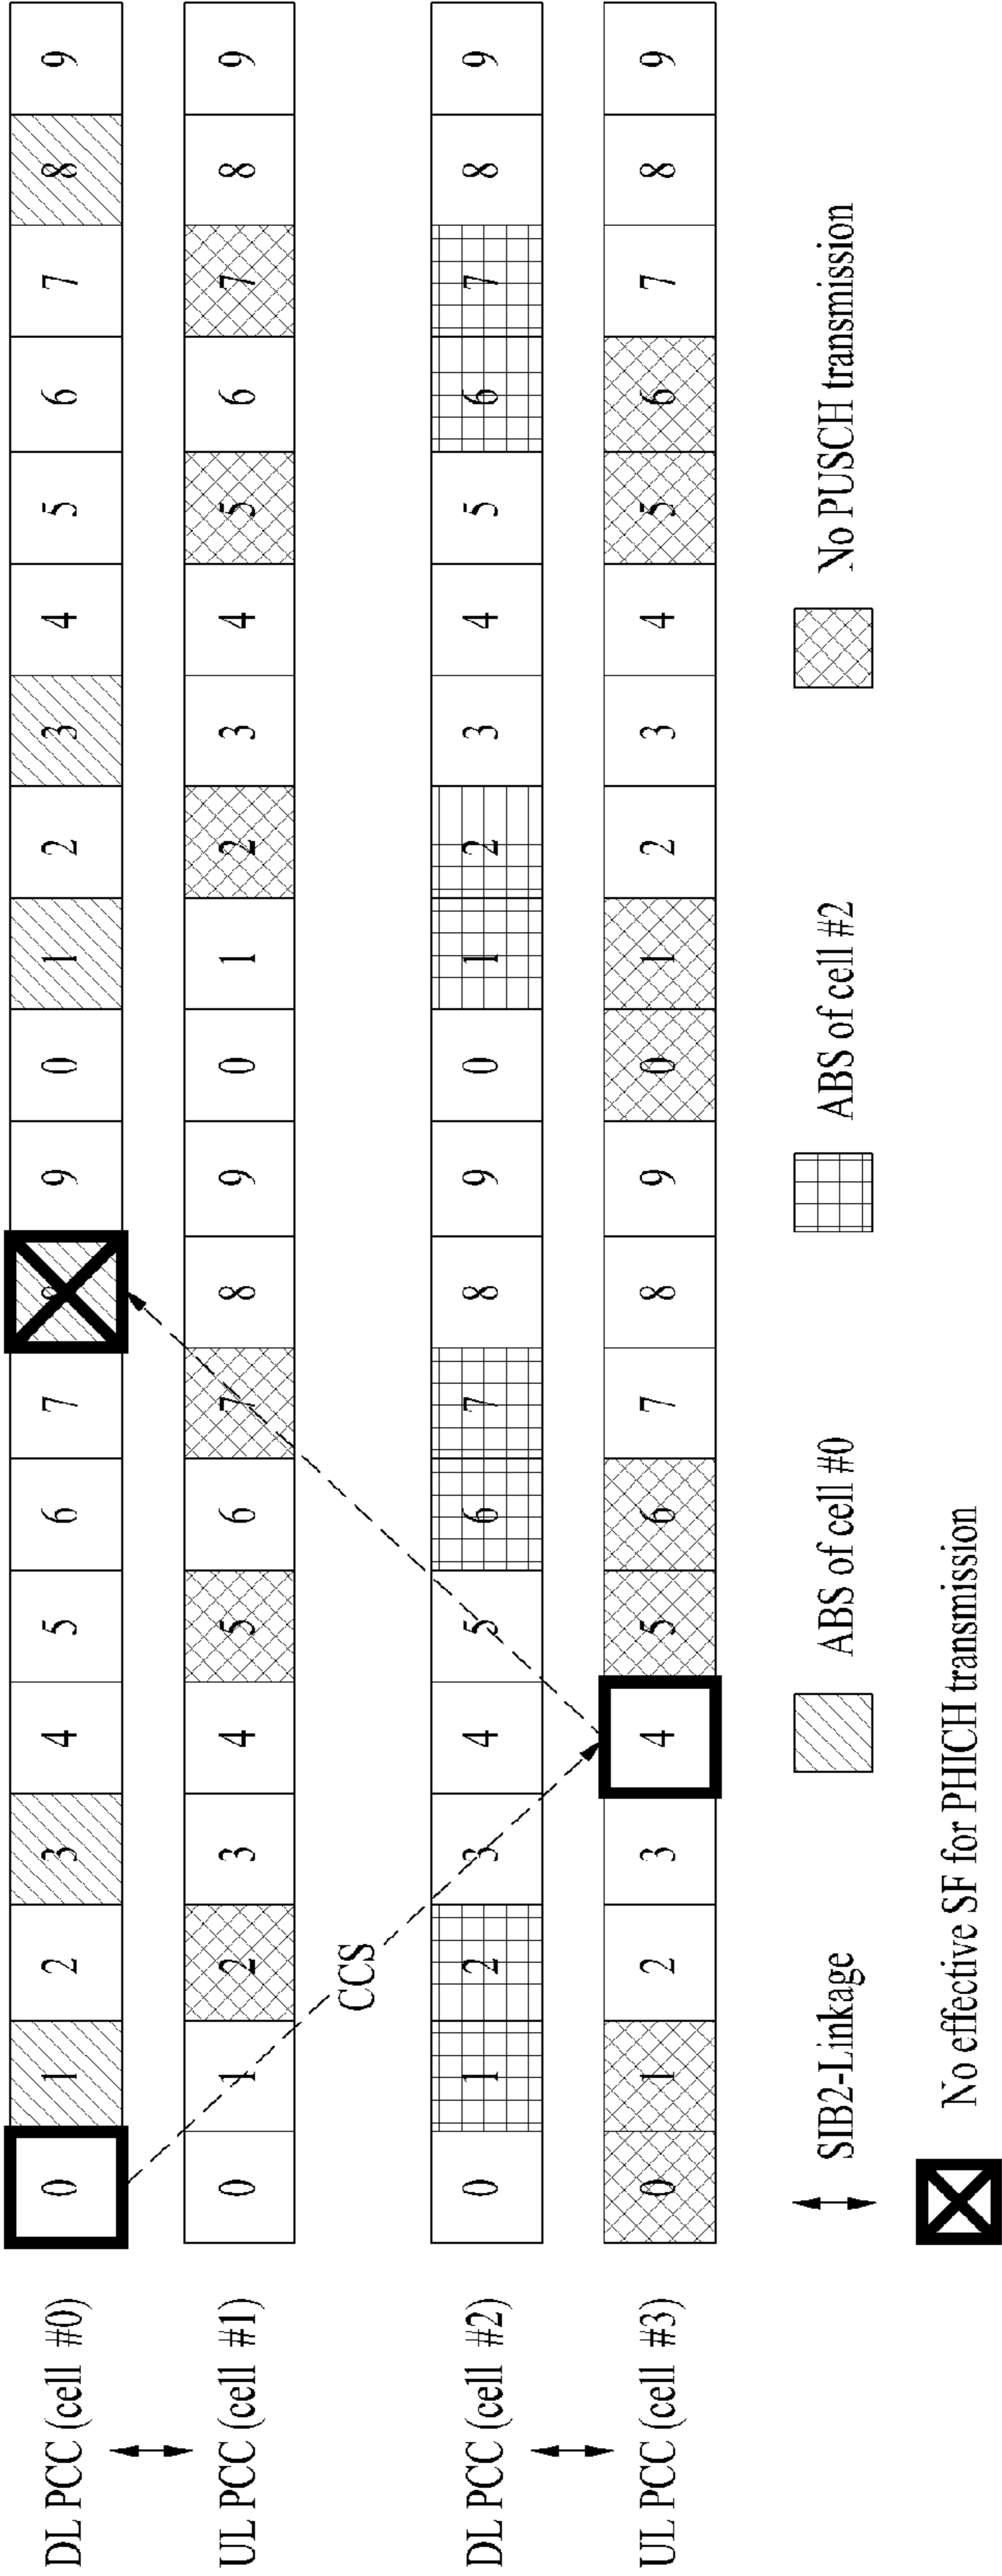 DL PCC (cell #0) 0 1 2 3 4 5 6 7 8 9 0 1 2 3 4 5 6 7 8 9
UL PCC (cell #1) 0 1 2 3 4 5 6 7 8 9 0 1 2 3 4 5 6 7 8 9
CCS
DL PCC (cell #2) 0 1 2 3 4 5 6 7 8 9 0 1 2 3 4 5 6 7 8 9
UL PCC (cell #3) 0 1 2 3 4 5 6 7 8 9 0 1 2 3 4 5 6 7 8 9
SIB2-Linkage ABS of cell #0 ABS of cell #2 No PUSCH transmission
No effective SF for PHICH transmission